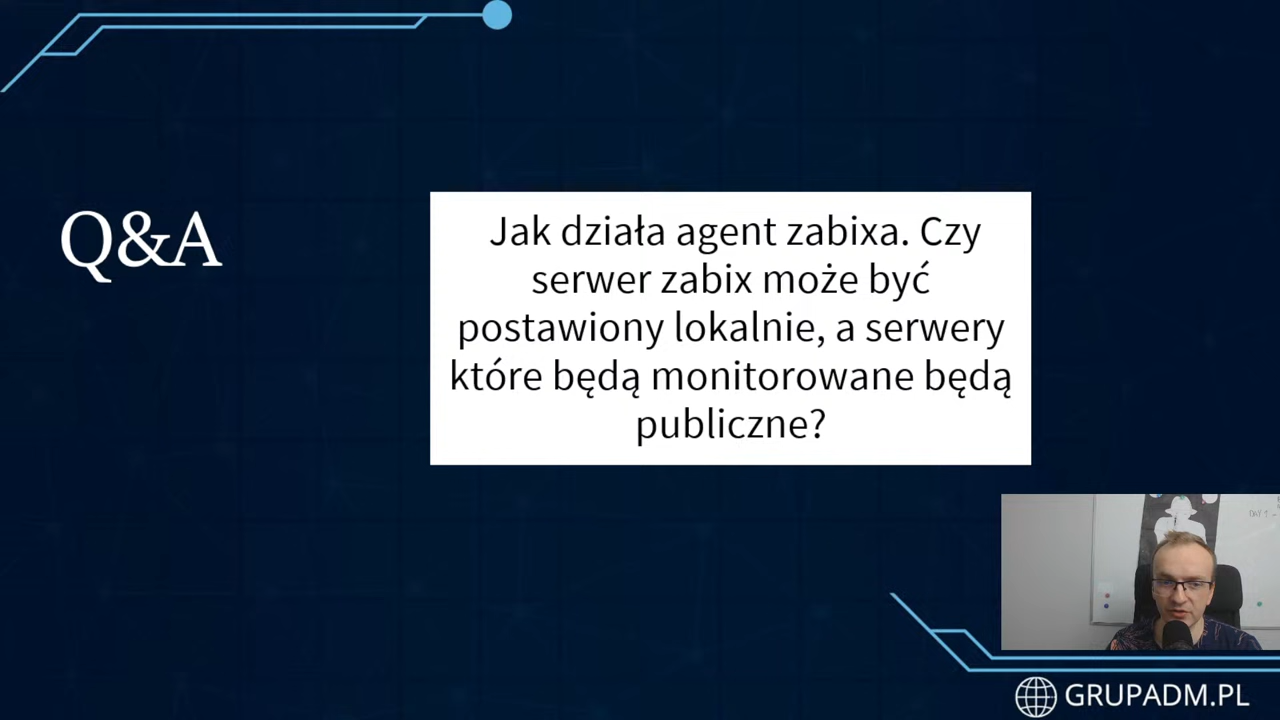 Q&A
Jak działa agent zabixa. Czy
serwer zabix może być
postawiony lokalnie, a serwery
które będą monitorowane będą
publiczne?
GRUPADM.PL